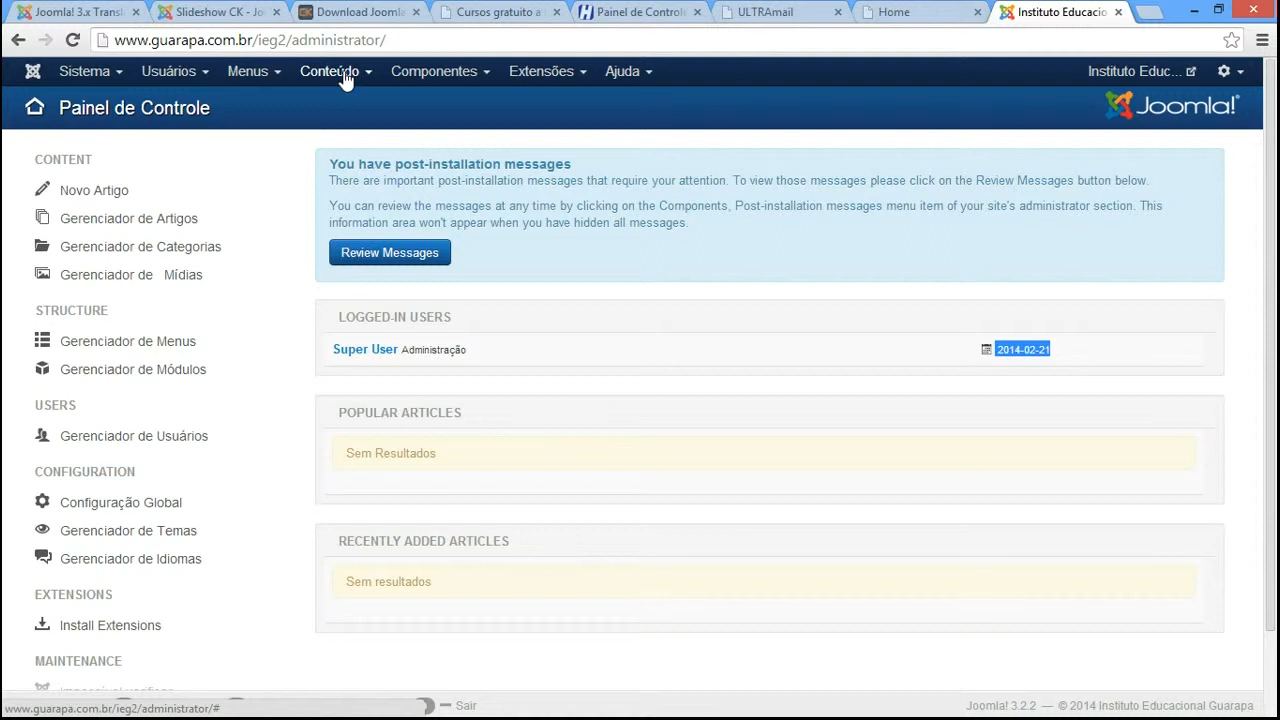 Joomla! 3.x Transl
Slideshow CK - Jo
Download Joomla
Cursos gratuito a
Painel de Controle
ULTRAmail
Home
Instituto Educacio
www.guarapa.com.br/ieg2/administrator/
Sistema
Usuários
Menus
Conteúdo
Componentes
Extensões
Ajuda
Instituto Educ...
Painel de Controle
Joomla!
CONTENT
Novo Artigo
Gerenciador de Artigos
Gerenciador de Categorias
Gerenciador de Mídias
STRUCTURE
Gerenciador de Menus
Gerenciador de Módulos
USERS
Gerenciador de Usuários
CONFIGURATION
Configuração Global
Gerenciador de Temas
Gerenciador de Idiomas
EXTENSIONS
Install Extensions
MAINTENANCE
You have post-installation messages
There are important post-installation messages that require your attention. To view those messages please click on the Review Messages button below.
You can review the messages at any time by clicking on the Components, Post-installation messages menu item of your site's administrator section. This
information area won't appear when you have hidden all messages.
Review Messages
LOGGED-IN USERS
Super User Administração
2014-02-21
POPULAR ARTICLES
Sem Resultados
RECENTLY ADDED ARTICLES
Sem resultados
www.guarapa.com.br/ieg2/administrator/#
Sair
Joomla! 3.2.2 — © 2014 Instituto Educacional Guarapa